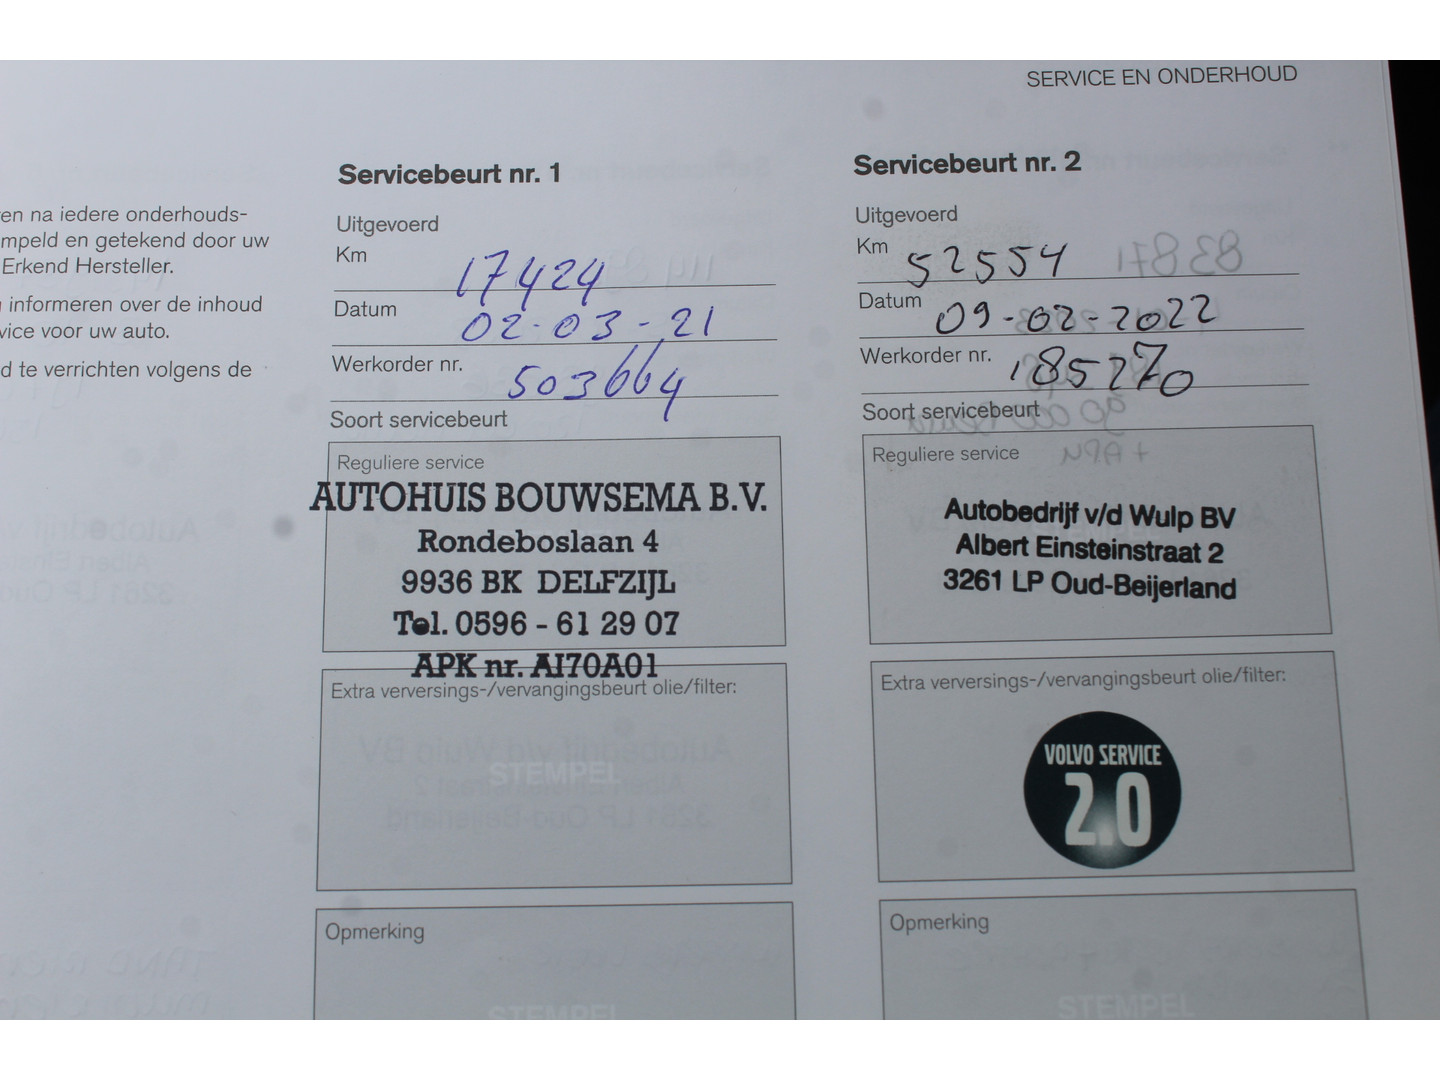 SERVICE EN ONDERHOUD
en na iedere onderhouds-
mpeld en getekend door uw
Erkend Hersteller.
informeren over de inhoud
vice voor uw auto.
d te verrichten volgens de
Servicebeurt nr. 1
Uitgevoerd
Km 17424
Datum 02-03-21
Werkorder nr. 503664
Soort servicebeurt
Reguliere service
AUTOHUIS BOUWSEMA B.V.
Rondeboslaan 4
9936 BK DELFZIJL
Tel. 0596 - 61 29 07
APK nr. AI70A01
Extra verversings-/vervangingsbeurt olie/filter:
STEMPEL
Opmerking
STEMPEL
Servicebeurt nr. 2
Uitgevoerd
Km 52554
Datum 09-02-2022
Werkorder nr. 185270
Soort servicebeurt
Reguliere service
Autobedrijf v/d Wulp BV
Albert Einsteinstraat 2
3261 LP Oud-Beijerland
Extra verversings-/vervangingsbeurt olie/filter:
VOLVO SERVICE
2.0
Opmerking
STEMPEL